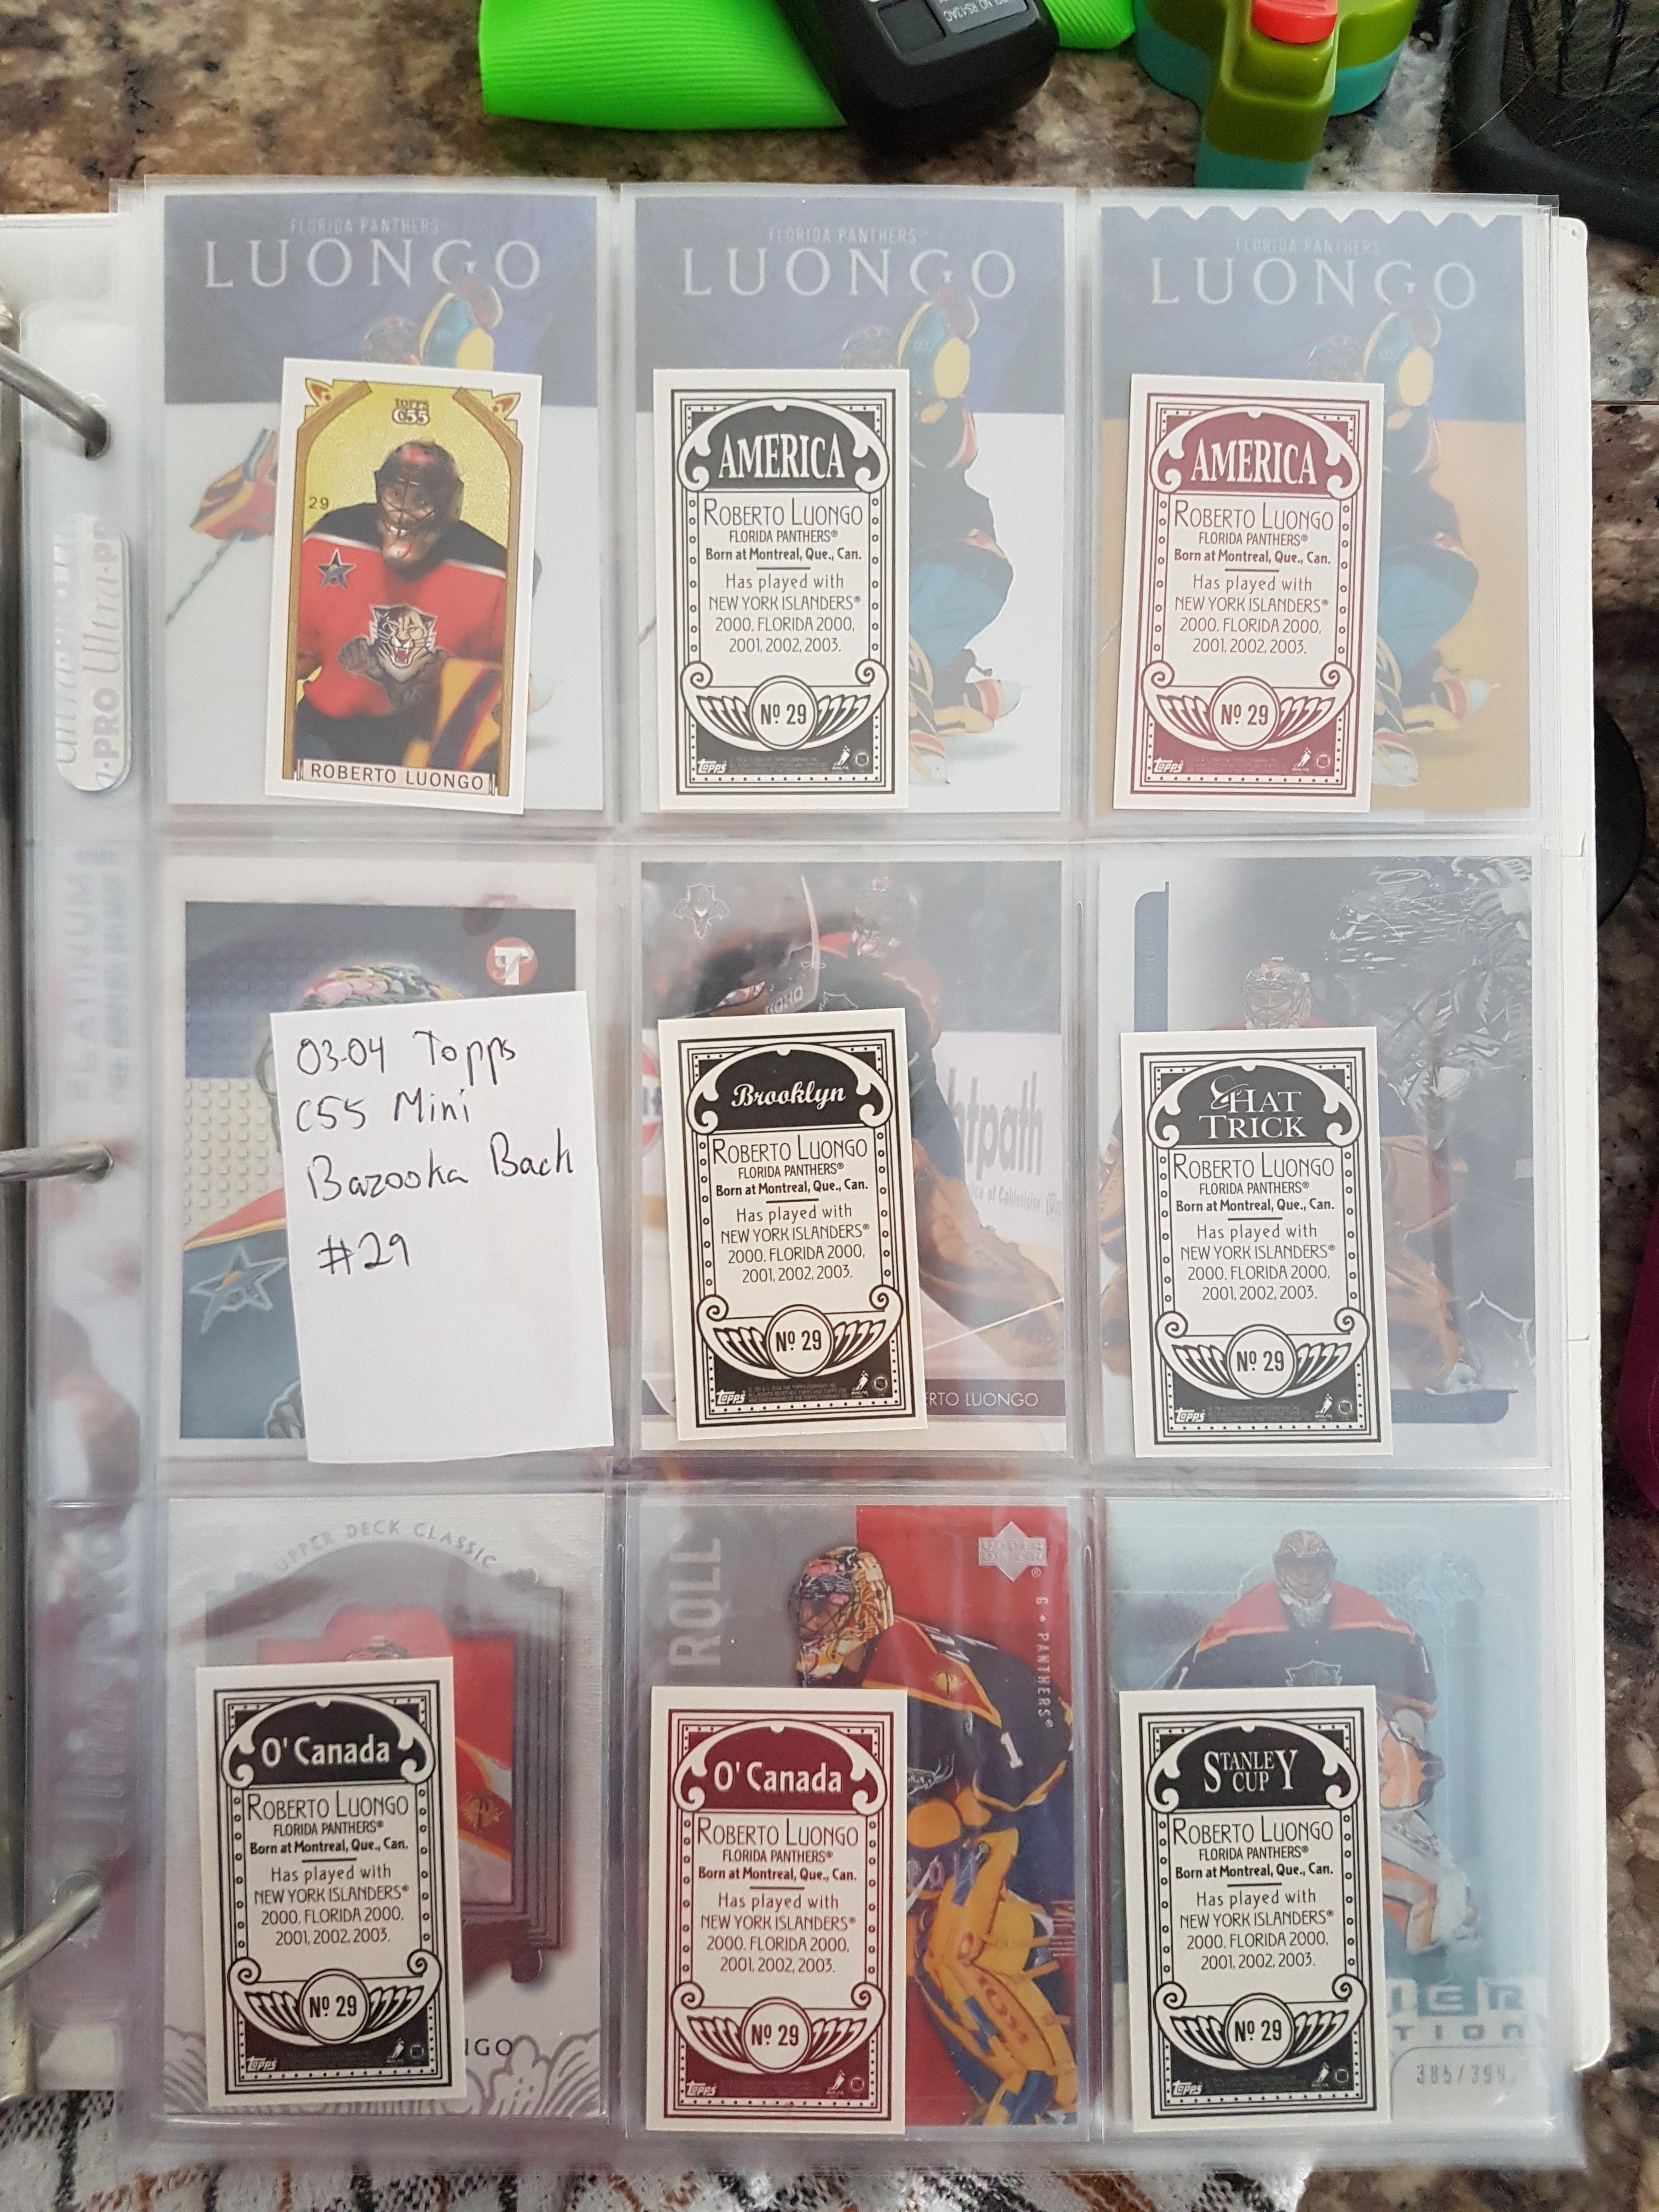 FLORIDA PANTHERS
LUONGO
FLORIDA PANTHERS
LUONGO
FLORIDA PANTHERS
LUONGO
TOPPS
C55
29
ROBERTO LUONGO
AMERICA
ROBERTO LUONGO
FLORIDA PANTHERS®
Born at Montreal, Que., Can.
Has played with
NEW YORK ISLANDERS®
2000. FLORIDA 2000,
2001, 2002, 2003.
Nº 29
Topps
AMERICA
ROBERTO LUONGO
FLORIDA PANTHERS®
Born at Montreal, Que., Can.
Has played with
NEW YORK ISLANDERS®
2000. FLORIDA 2000,
2001, 2002, 2003.
Nº 29
Topps
03-04 Topps
C55 Mini
Bazooka Back
#29
Brooklyn
ROBERTO LUONGO
FLORIDA PANTHERS®
Born at Montreal, Que., Can.
Has played with
NEW YORK ISLANDERS®
2000. FLORIDA 2000,
2001, 2002, 2003.
Nº 29
Topps
RTO LUONGO
HAT
TRICK
ROBERTO LUONGO
FLORIDA PANTHERS®
Born at Montreal, Que., Can.
Has played with
NEW YORK ISLANDERS®
2000. FLORIDA 2000,
2001, 2002, 2003.
Nº 29
Topps
UPPER DECK CLASSIC
O' Canada
ROBERTO LUONGO
FLORIDA PANTHERS®
Born at Montreal, Que., Can.
Has played with
NEW YORK ISLANDERS®
2000. FLORIDA 2000,
2001, 2002, 2003.
Nº 29
Topps
NGO
ROLL
UPPER DECK®
G • PANTHERS®
1
O' Canada
ROBERTO LUONGO
FLORIDA PANTHERS®
Born at Montreal, Que., Can.
Has played with
NEW YORK ISLANDERS®
2000. FLORIDA 2000,
2001, 2002, 2003.
Nº 29
Topps
STANLEY
CUP
ROBERTO LUONGO
FLORIDA PANTHERS®
Born at Montreal, Que., Can.
Has played with
NEW YORK ISLANDERS®
2000. FLORIDA 2000,
2001, 2002, 2003.
Nº 29
Topps
385/399